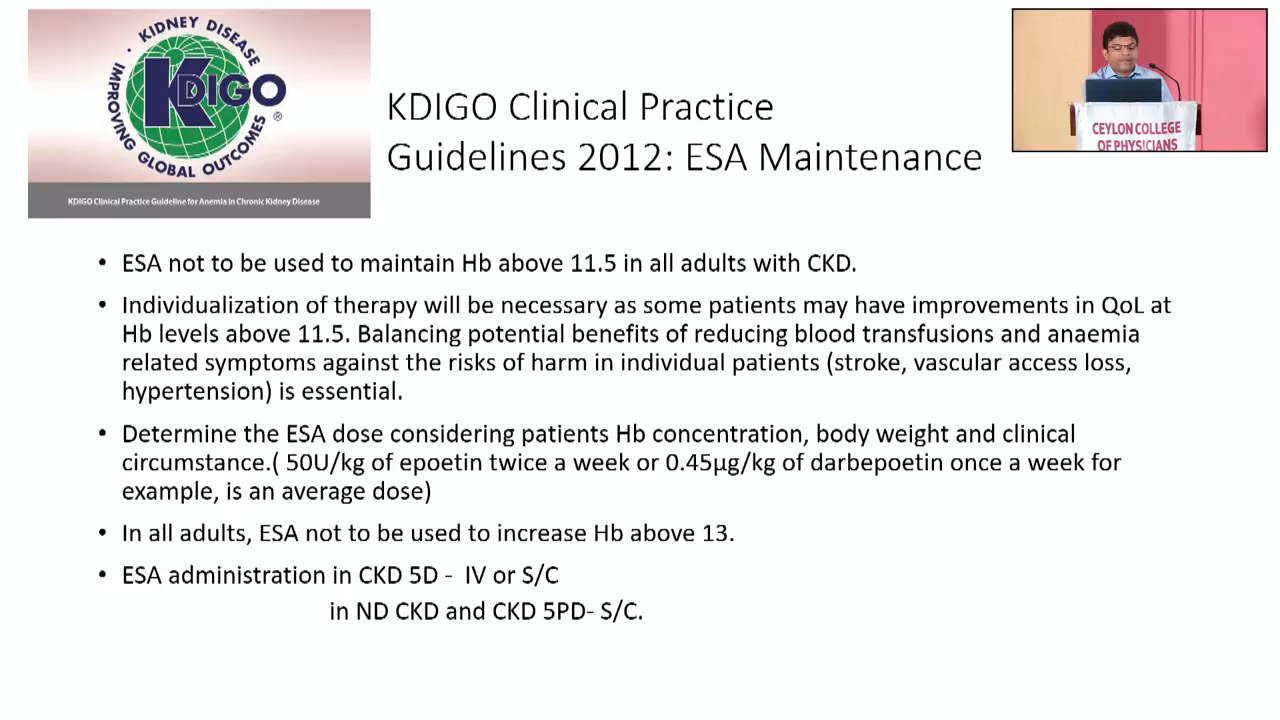 KIDNEY DISEASE
IMPROVING GLOBAL OUTCOMES
KDIGO
®
KDIGO Clinical Practice Guideline for Anemia in Chronic Kidney Disease
KDIGO Clinical Practice
Guidelines 2012: ESA Maintenance
CEYLON COLLEGE
OF PHYSICIANS
• ESA not to be used to maintain Hb above 11.5 in all adults with CKD.
• Individualization of therapy will be necessary as some patients may have improvements in QoL at
Hb levels above 11.5. Balancing potential benefits of reducing blood transfusions and anaemia
related symptoms against the risks of harm in individual patients (stroke, vascular access loss,
hypertension) is essential.
• Determine the ESA dose considering patients Hb concentration, body weight and clinical
circumstance.( 50U/kg of epoetin twice a week or 0.45µg/kg of darbepoetin once a week for
example, is an average dose)
• In all adults, ESA not to be used to increase Hb above 13.
• ESA administration in CKD 5D - IV or S/C
in ND CKD and CKD 5PD- S/C.